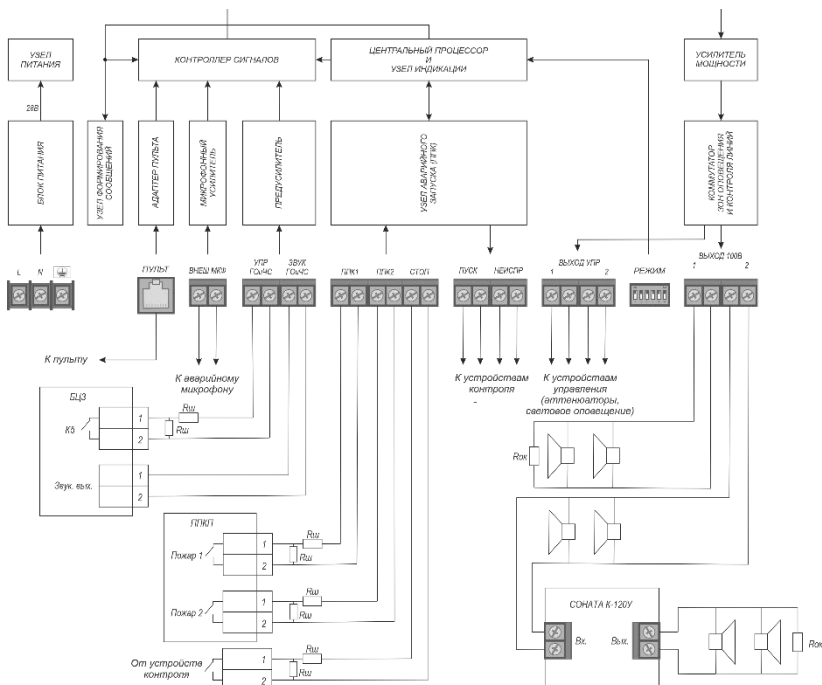 УЗЕЛ
ПИТАНИЯ
КОНТРОЛЛЕР СИГНАЛОВ
ЦЕНТРАЛЬНЫЙ ПРОЦЕССОР
И
УЗЕЛ ИНДИКАЦИИ
УСИЛИТЕЛЬ
МОЩНОСТИ
28В
БЛОК ПИТАНИЯ
УЗЕЛ ФОРМИРОВАНИЯ
СООБЩЕНИЙ
АДАПТЕР ПУЛЬТА
МИКРОФОННЫЙ
УСИЛИТЕЛЬ
ПРЕДУСИЛИТЕЛЬ
УЗЕЛ АВАРИЙНОГО
ЗАПУСКА (ППК)
КОММУТАТОР
ЗОН ОПОВЕЩЕНИЯ
И КОНТРОЛЯ ЛИНИЙ
L
N
ПУЛЬТ
ВНЕШ МКФ
УПР
ГОиЧС
ЗВУК
ГОиЧС
ППК1
ППК2
СТОП
ПУСК
НЕИСПР
ВЫХОД УПР
1
2
РЕЖИМ
ВЫХОД 100В
1
2
К пульту
К аварийному
микрофону
К устройствам
контроля
-
К устройствам
управления
(аттенюаторы,
световое оповещение)
БЦЗ
Кб
1
2
Rш
Rш
Звук. вых.
1
2
Rок
ППКП
Пожар 1
1
2
Rш
Rш
Пожар 2
1
2
Rш
Rш
От устройств
контроля
1
2
Rш
Rш
СОНАТА К-120У
Вх.
Вых.
Rок